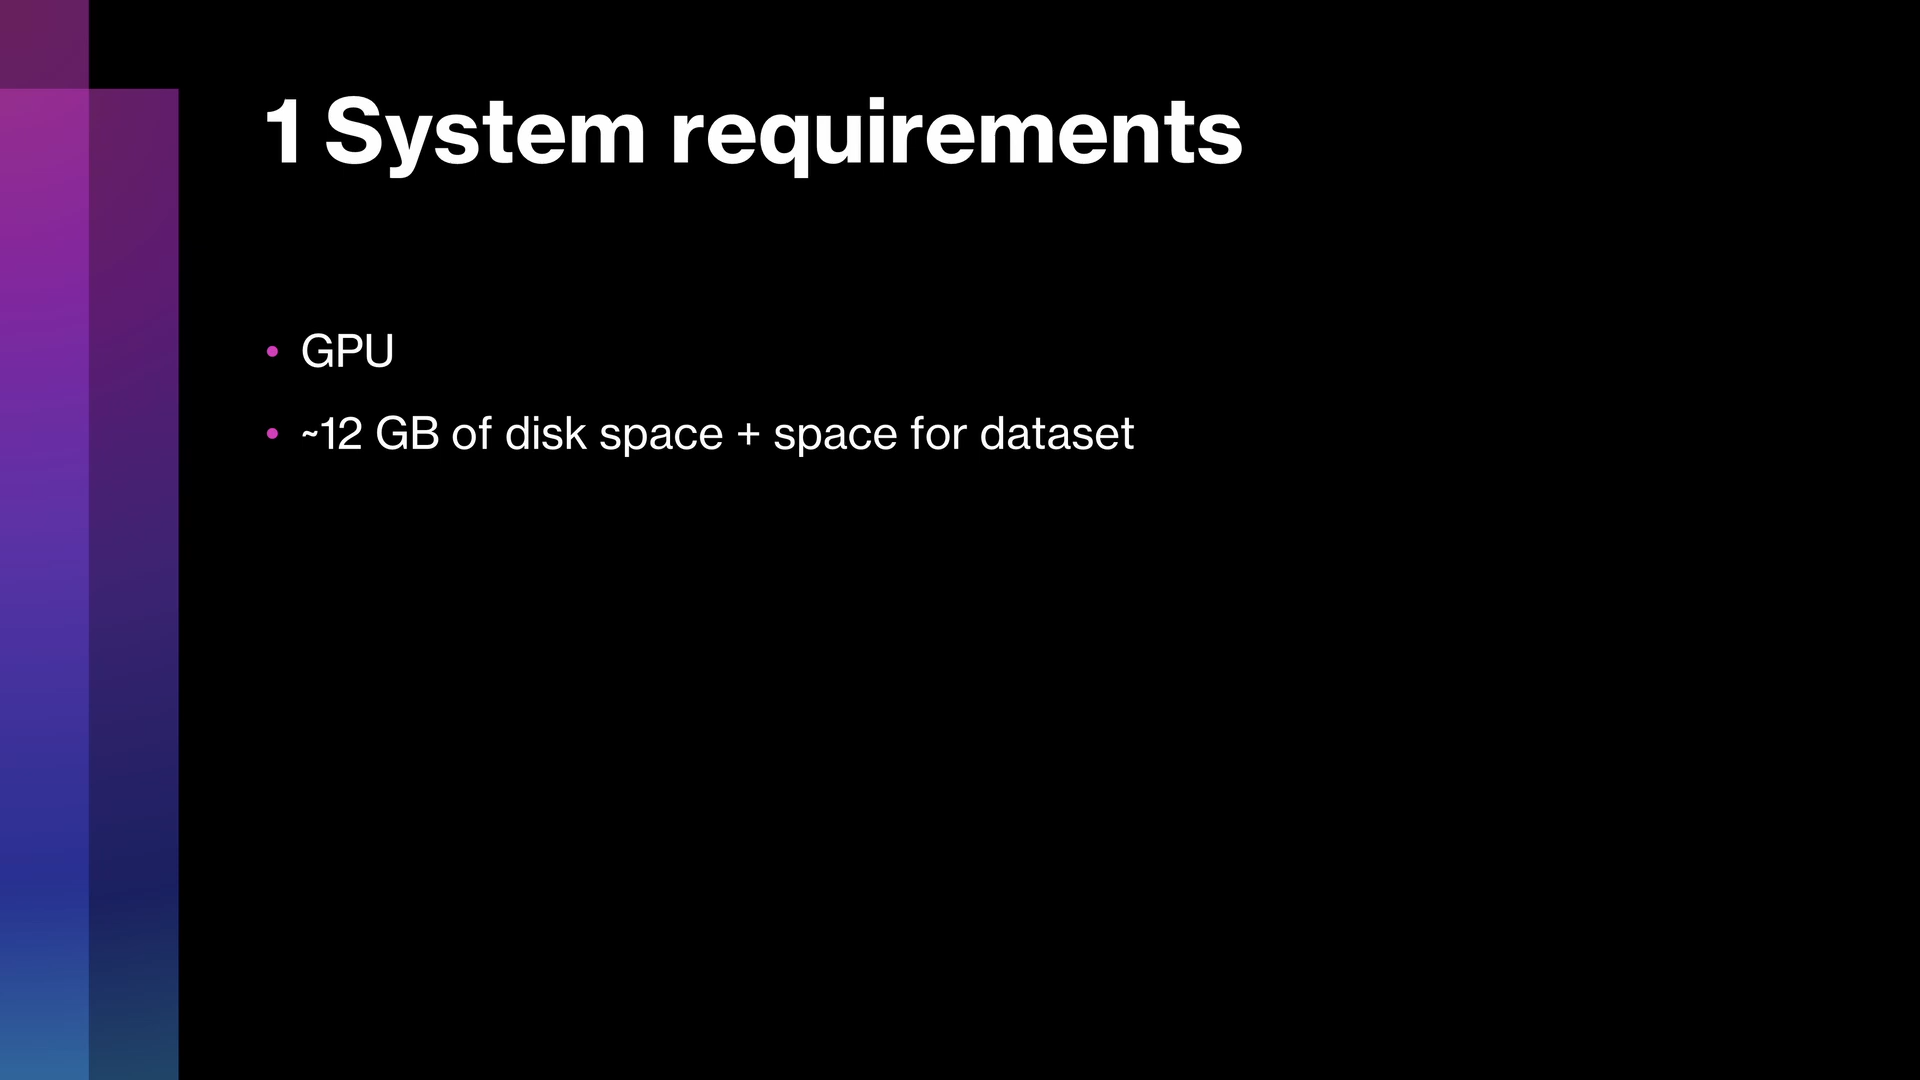 1 System requirements
• GPU
• ~12 GB of disk space + space for dataset